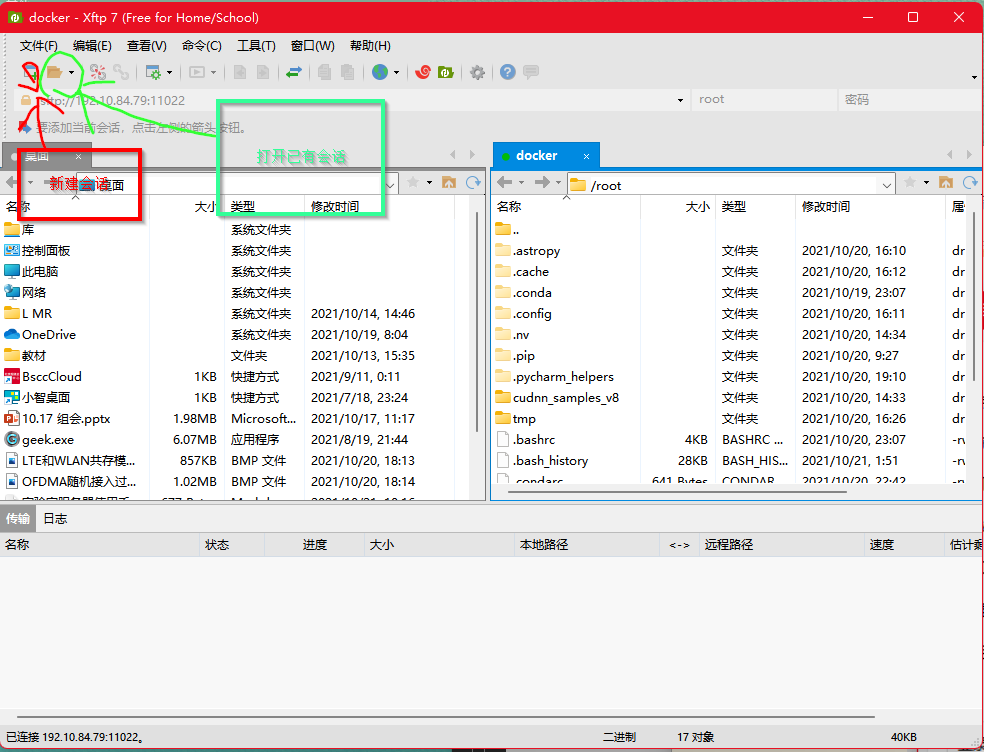 docker - Xftp 7 (Free for Home/School)
文件(F) 编辑(E) 查看(V) 命令(C) 工具(T) 窗口(W) 帮助(H)
sftp://192.10.84.79:11022 root 密码
要添加当前会话，点击左侧的箭头按钮。
打开已有会话
桌面 × docker ×
新建会话 桌面 /root
名称 大小 类型 修改时间 名称 大小 类型 修改时间 属
库 系统文件夹 ..
控制面板 系统文件夹 .astropy 文件夹 2021/10/20, 16:10 dr
此电脑 系统文件夹 .cache 文件夹 2021/10/20, 16:12 dr
网络 系统文件夹 .conda 文件夹 2021/10/19, 23:07 dr
L MR 系统文件夹 2021/10/14, 14:46 .config 文件夹 2021/10/20, 16:11 dr
OneDrive 系统文件夹 2021/10/19, 8:04 .nv 文件夹 2021/10/20, 14:34 dr
教材 文件夹 2021/10/13, 15:35 .pip 文件夹 2021/10/20, 9:27 dr
BsccCloud 1KB 快捷方式 2021/9/11, 0:11 .pycharm_helpers 文件夹 2021/10/20, 19:10 dr
小智桌面 1KB 快捷方式 2021/7/18, 23:24 cudnn_samples_v8 文件夹 2021/10/20, 14:33 dr
10.17 组会.pptx 1.98MB Microsoft... 2021/10/17, 11:17 tmp 文件夹 2021/10/20, 16:26 dr
geek.exe 6.07MB 应用程序 2021/8/19, 21:44 .bashrc 4KB BASHRC ... 2021/10/20, 23:07 -rv
LTE和WLAN共存模... 857KB BMP 文件 2021/10/20, 18:13 .bash_history 28KB BASH_HIS... 2021/10/21, 1:51 -rv
OFDMA随机接入过... 1.02MB BMP 文件 2021/10/20, 18:14 .condarc 641 Bytes CONDAR... 2021/10/20, 22:42 -rv
传输 日志
名称 状态 进度 大小 本地路径 <-> 远程路径 速度 估计剩
已连接 192.10.84.79:11022。 二进制 17 对象 40KB